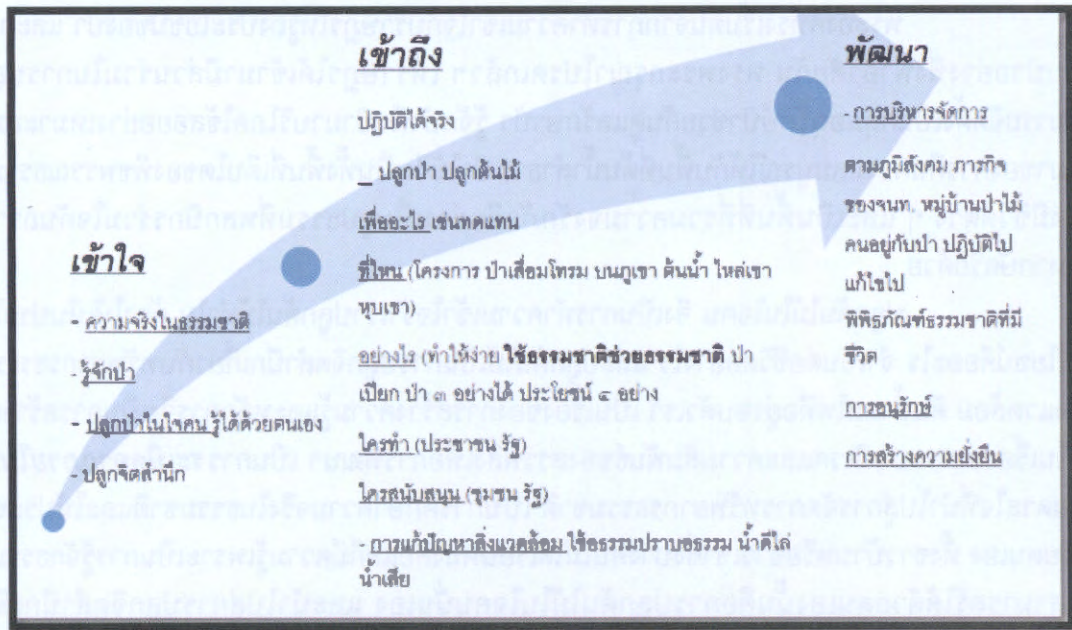 เข้าใจ
- ความจริงในธรรมชาติ
- รู้จักป่า
- ปลูกป่าในใจคน รู้ได้ด้วยตนเอง
- ปลูกจิตสำนึก
เข้าถึง
ปฏิบัติได้จริง
_ ปลูกป่า ปลูกต้นไม้
เพื่ออะไร เช่นทดแทน
ที่ไหน (โครงการ ป่าเสื่อมโทรม บนภูเขา ต้นน้ำ ไหล่เขา
หุบเขา)
อย่างไร (ทำให้ง่าย ใช้ธรรมชาติช่วยธรรมชาติ ป่า
เปียก ป่า ๓ อย่างได้ ประโยชน์ ๔ อย่าง
ใครทำ (ประชาชน รัฐ)
ใครสนับสนุน (ชุมชน รัฐ)
- การแก้ปัญหาสิ่งแวดล้อม ใช้อธรรมปราบอธรรม น้ำดีไล่
น้ำเสีย
พัฒนา
- การบริหารจัดการ
ตามภูมิสังคม ภารกิจ
ของจนท. หมู่บ้านป่าไม้
คนอยู่กับป่า ปฏิบัติไป
แก้ไขไป
พิพิธภัณฑ์ธรรมชาติที่มี
ชีวิต
การอนุรักษ์
การสร้างความยั่งยืน